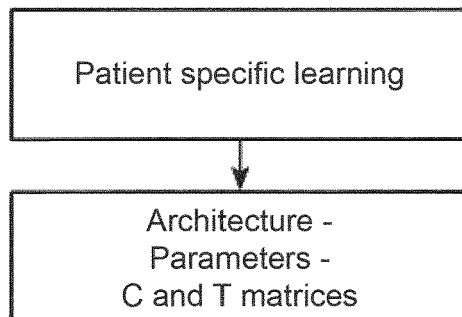 Patient specific learning
Architecture -
Parameters -
C and T matrices